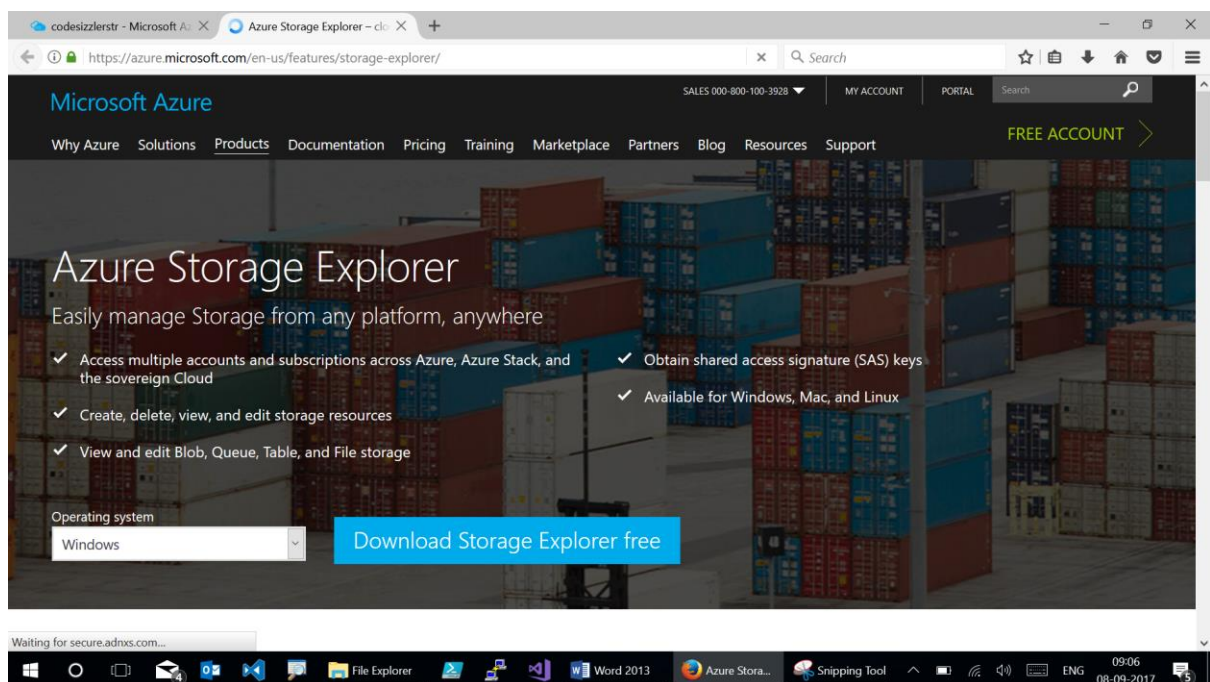 codesizzlerstr - Microsoft Az
Azure Storage Explorer – clo
https://azure.microsoft.com/en-us/features/storage-explorer/
Search
Microsoft Azure
SALES 000-800-100-3928
MY ACCOUNT
PORTAL
Search
Why Azure Solutions Products Documentation Pricing Training Marketplace Partners Blog Resources Support
FREE ACCOUNT
Azure Storage Explorer
Easily manage Storage from any platform, anywhere
Access multiple accounts and subscriptions across Azure, Azure Stack, and
the sovereign Cloud
Create, delete, view, and edit storage resources
View and edit Blob, Queue, Table, and File storage
Obtain shared access signature (SAS) keys
Available for Windows, Mac, and Linux
Operating system
Windows
Download Storage Explorer free
Waiting for secure.adnxs.com...
4
File Explorer
Word 2013
Azure Stora...
Snipping Tool
ENG
09:06
08-09-2017
5